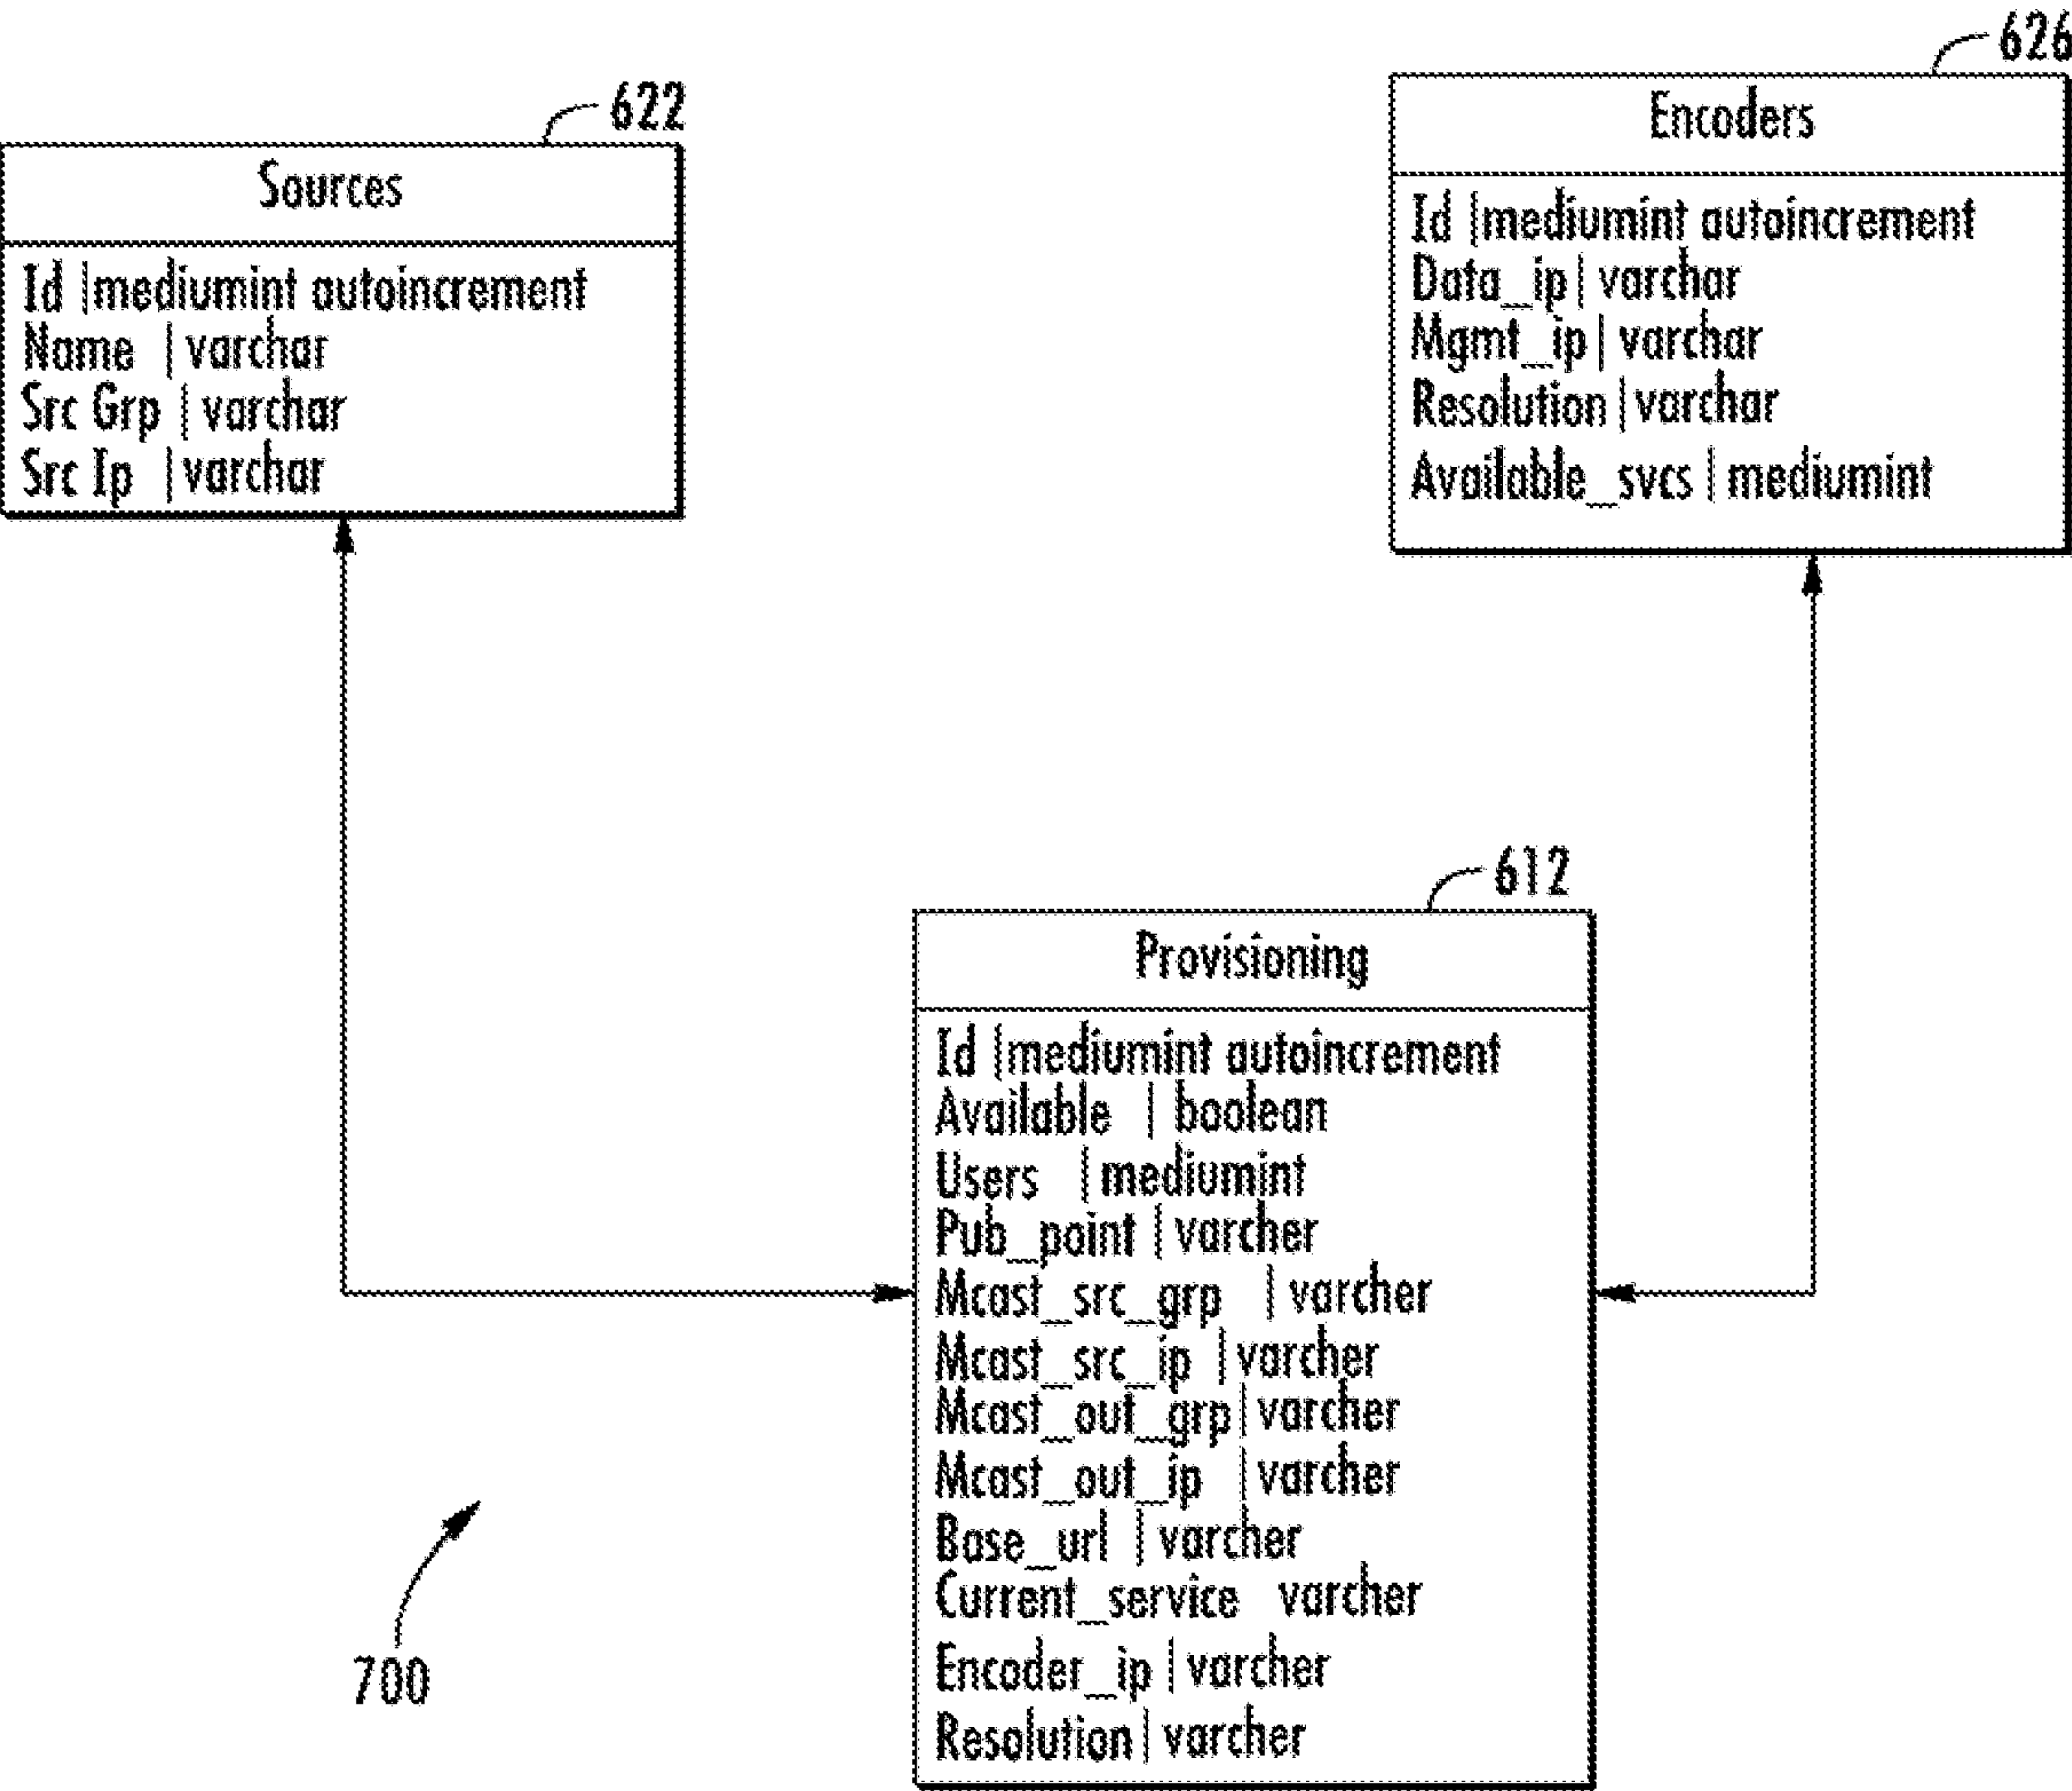 622
Sources
Id |mediumint autoincrement
Name | varchar
Src Grp | varchar
Src Ip | varchar
626
Encoders
Id |mediumint autoincrement
Data_ip| varchar
Mgmt_ip| varchar
Resolution|varchar
Available_svcs | mediumint
612
Provisioning
Id |mediumint autoincrement
Available | boolean
Users | mediumint
Pub_point | varcher
Mcast_src_grp | varcher
Mcast_src_ip |varcher
Mcast_out_grp|varcher
Mcast_out_ip |varcher
Base_url | varcher
Current_service varcher
Encoder_ip |varcher
Resolution| varcher
700